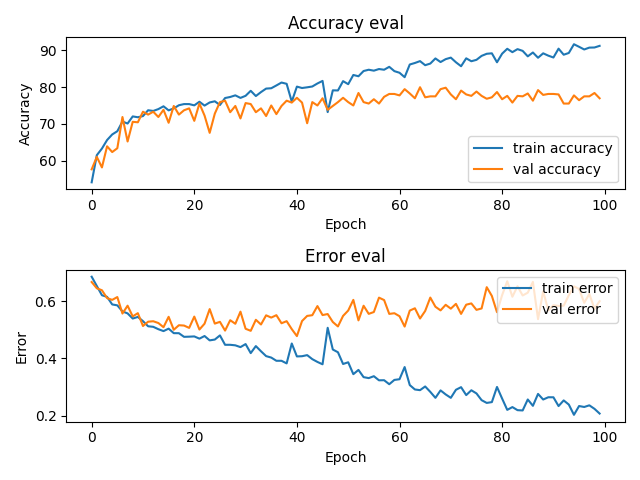 Accuracy eval
Accuracy
90
80
70
60
train accuracy
val accuracy
0
20
40
60
80
100
Epoch
Error eval
Error
0.6
0.4
0.2
train error
val error
0
20
40
60
80
100
Epoch